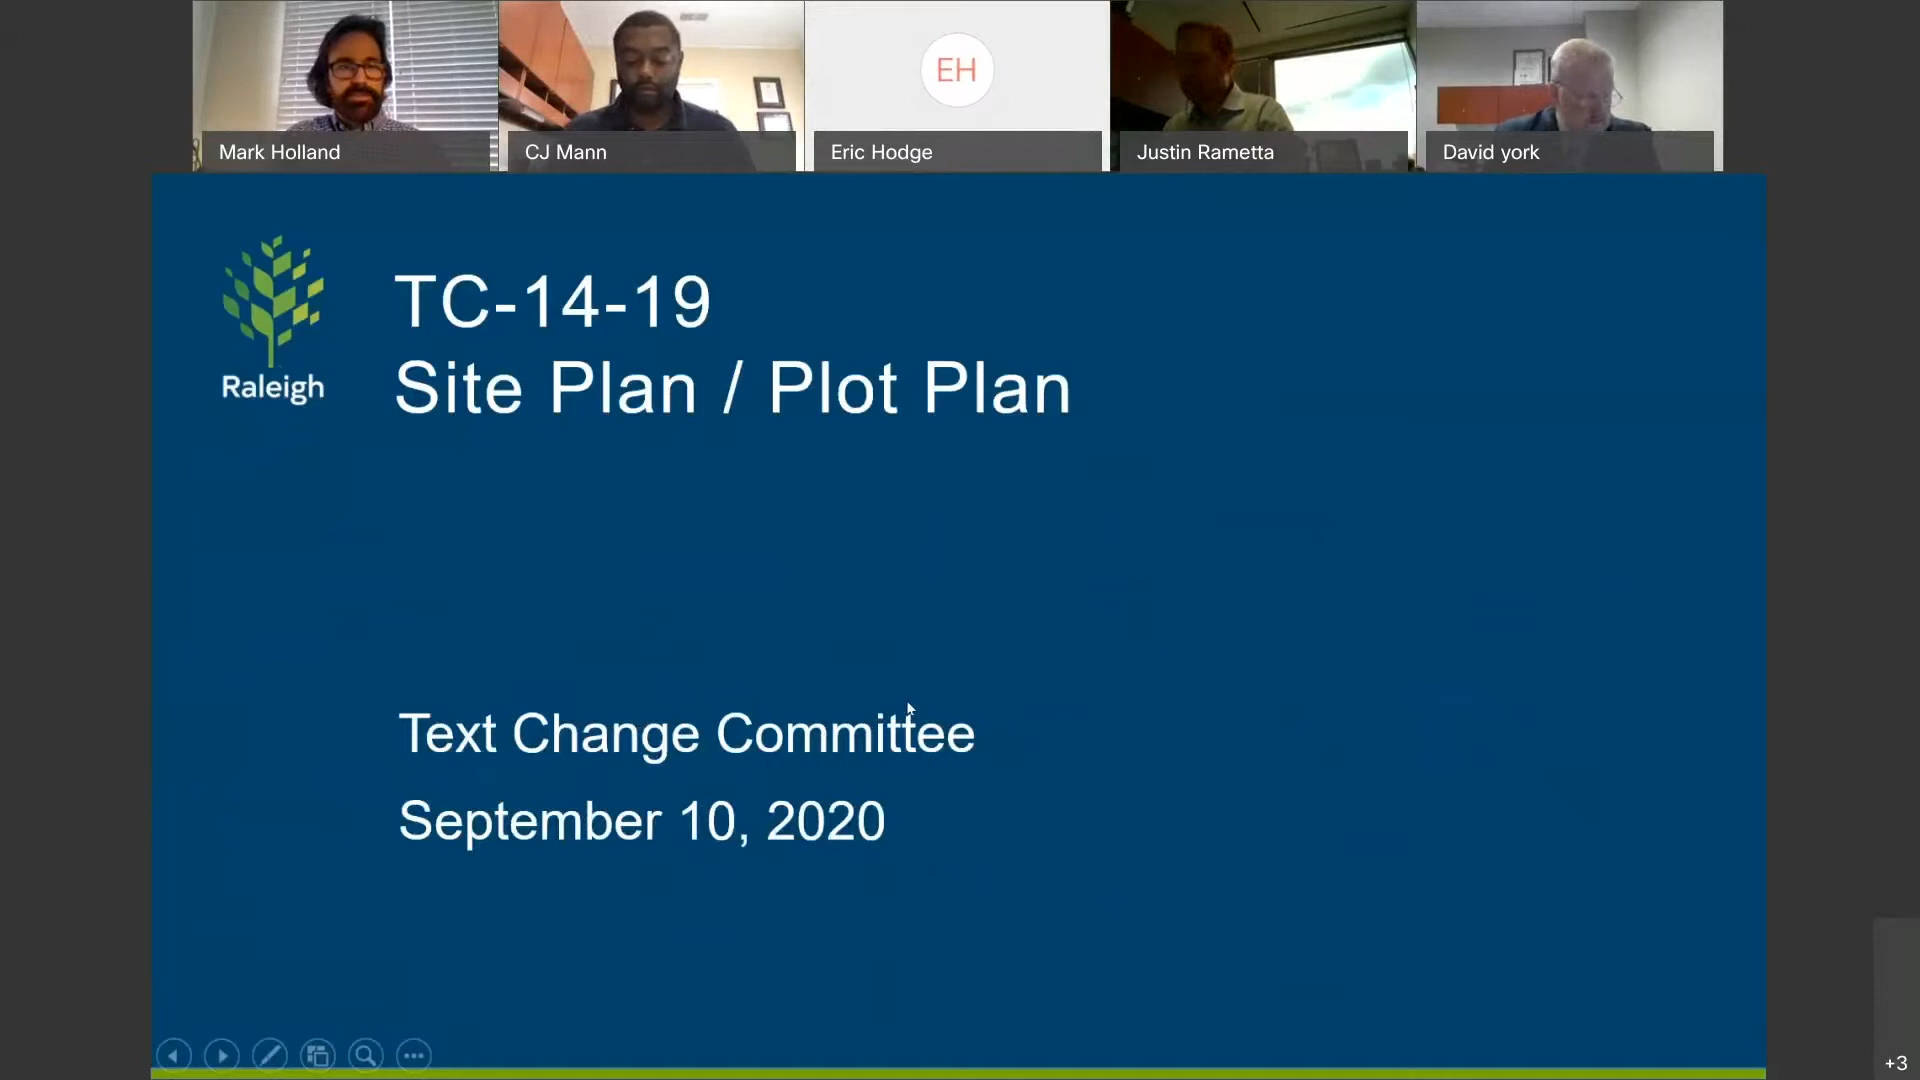 Mark Holland
CJ Mann
EH
Eric Hodge
Justin Rametta
David york
Raleigh
TC-14-19
Site Plan / Plot Plan
Text Change Committee
September 10, 2020
+3